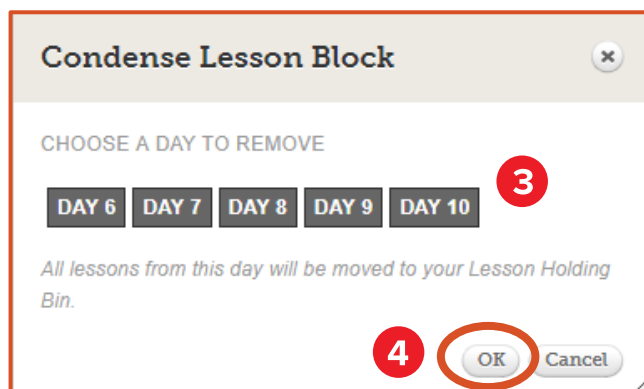 Condense Lesson Block
CHOOSE A DAY TO REMOVE
DAY 6 DAY 7 DAY 8 DAY 9 DAY 10 3
All lessons from this day will be moved to your Lesson Holding
Bin.
4 OK Cancel